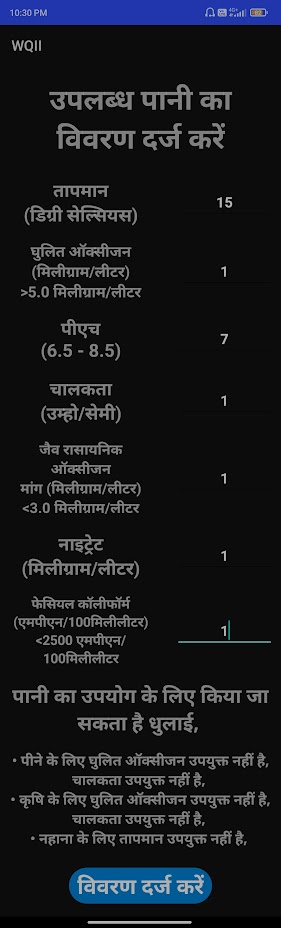 10:30 PM
4G+
WQII
उपलब्ध पानी का
विवरण दर्ज करें
तापमान
(डिग्री सेल्सियस)
15
घुलित ऑक्सीजन
(मिलीग्राम/लीटर)
>5.0 मिलीग्राम/लीटर
1
पीएच
(6.5 - 8.5)
7
चालकता
(उम्हो/सेमी)
1
जैव रासायनिक
ऑक्सीजन
मांग (मिलीग्राम/लीटर)
<3.0 मिलीग्राम/लीटर
1
नाइट्रेट
(मिलीग्राम/लीटर)
1
फेसियल कॉलीफॉर्म
(एमपीएन/100मिलीलीटर)
<2500 एमपीएन/
100मिलीलीटर
1
पानी का उपयोग के लिए किया जा
सकता है धुलाई,
• पीने के लिए घुलित ऑक्सीजन उपयुक्त नहीं है,
चालकता उपयुक्त नहीं है,
• कृषि के लिए घुलित ऑक्सीजन उपयुक्त नहीं है,
चालकता उपयुक्त नहीं है,
• नहाना के लिए तापमान उपयुक्त नहीं है,
विवरण दर्ज करें